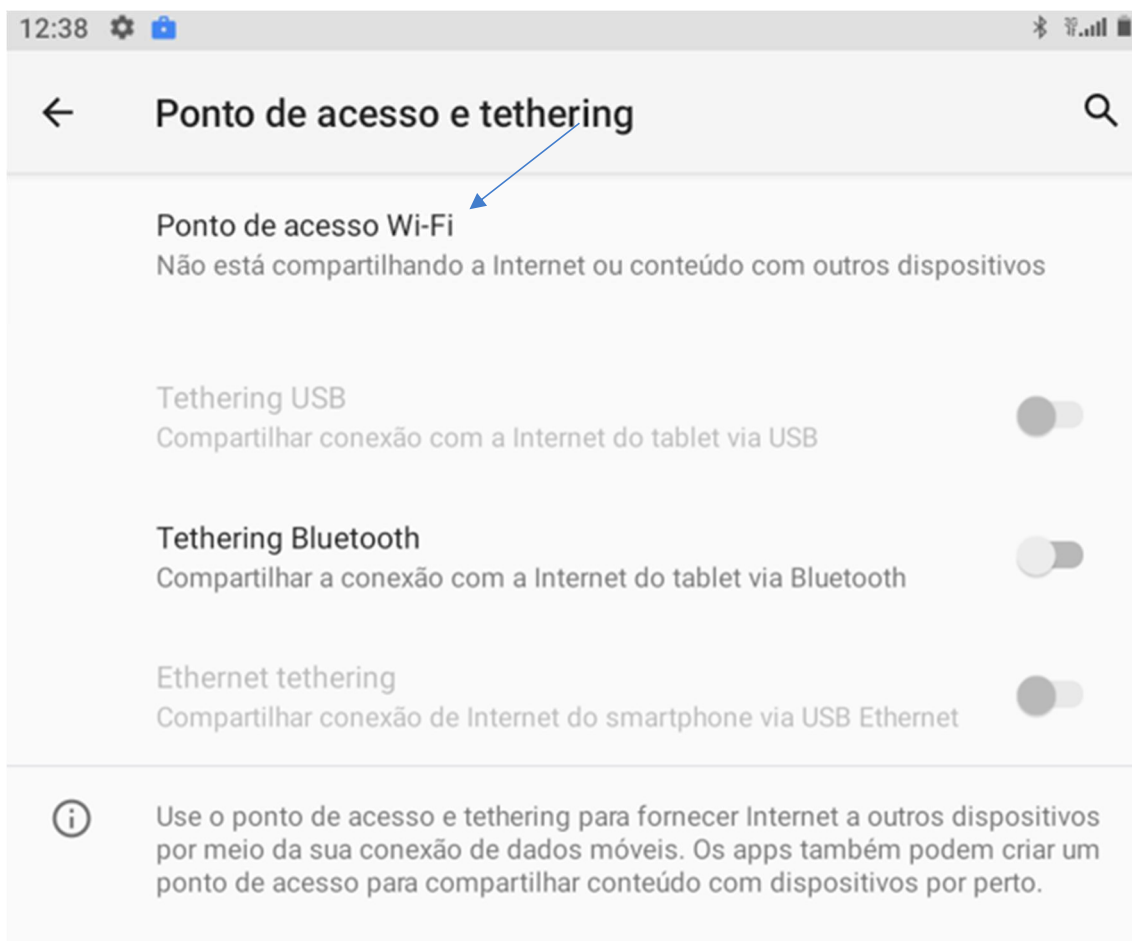 12:38
Ponto de acesso e tethering
Ponto de acesso Wi-Fi
Não está compartilhando a Internet ou conteúdo com outros dispositivos
Tethering USB
Compartilhar conexão com a Internet do tablet via USB
Tethering Bluetooth
Compartilhar a conexão com a Internet do tablet via Bluetooth
Ethernet tethering
Compartilhar conexão de Internet do smartphone via USB Ethernet
Use o ponto de acesso e tethering para fornecer Internet a outros dispositivos
por meio da sua conexão de dados móveis. Os apps também podem criar um
ponto de acesso para compartilhar conteúdo com dispositivos por perto.